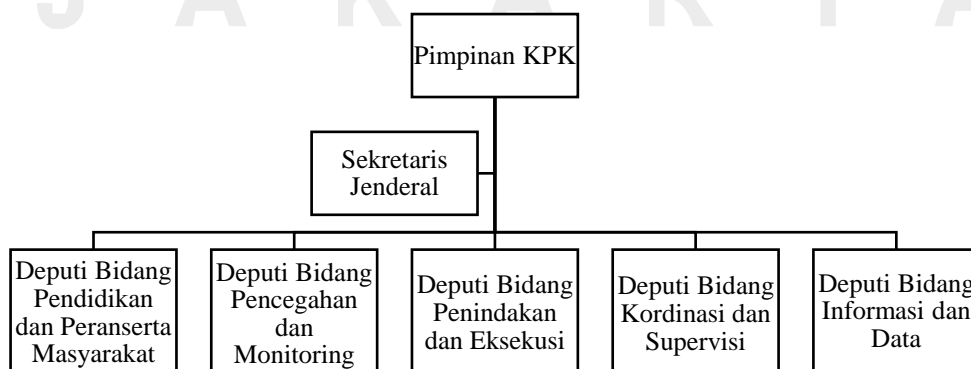 J A K A R T A
Pimpinan KPK
Sekretaris
Jenderal
Deputi Bidang
Pendidikan
dan Peranserta
Masyarakat
Deputi Bidang
Pencegahan
dan
Monitoring
Deputi Bidang
Penindakan
dan Eksekusi
Deputi Bidang
Kordinasi dan
Supervisi
Deputi Bidang
Informasi dan
Data